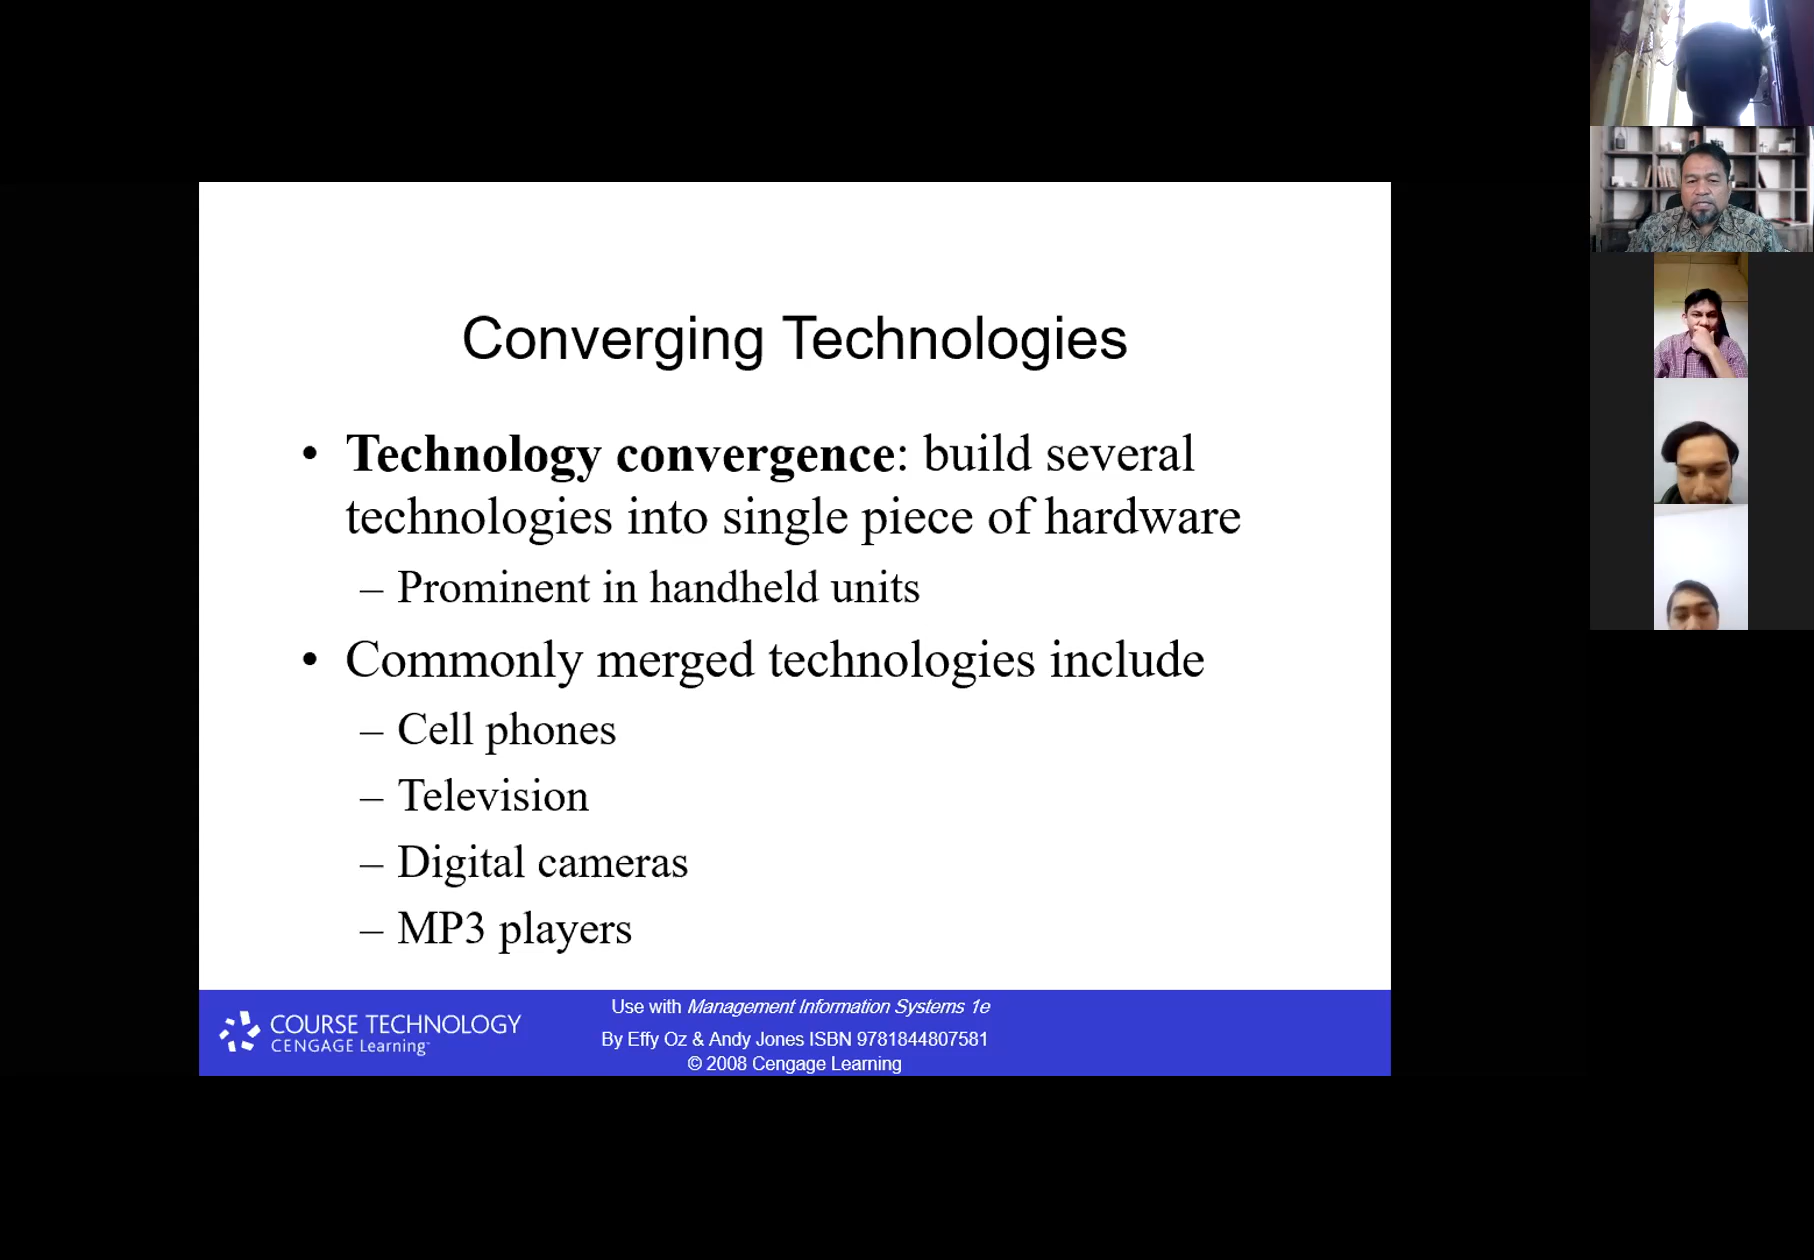 Converging Technologies
• Technology convergence: build several
technologies into single piece of hardware
– Prominent in handheld units
• Commonly merged technologies include
– Cell phones
– Television
– Digital cameras
– MP3 players
COURSE TECHNOLOGY
CENGAGE Learning™
Use with Management Information Systems 1e
By Effy Oz & Andy Jones ISBN 9781844807581
© 2008 Cengage Learning